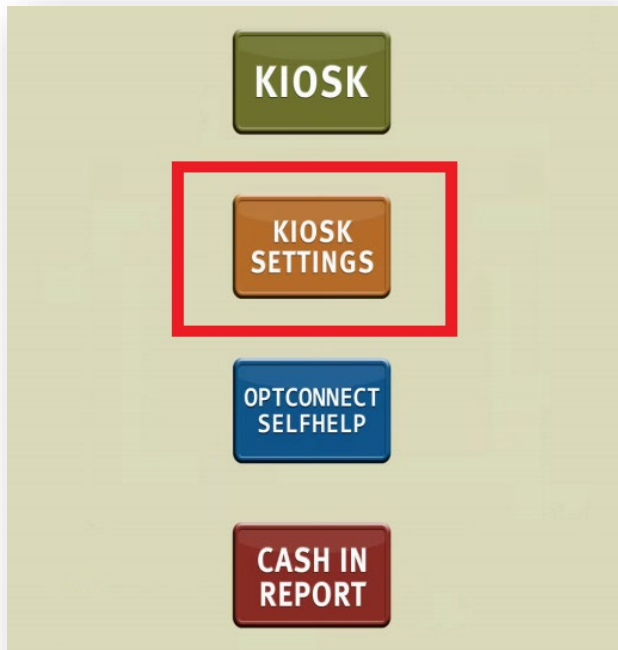 KIOSK
KIOSK
SETTINGS
OPTCONNECT
SELFHELP
CASH IN
REPORT